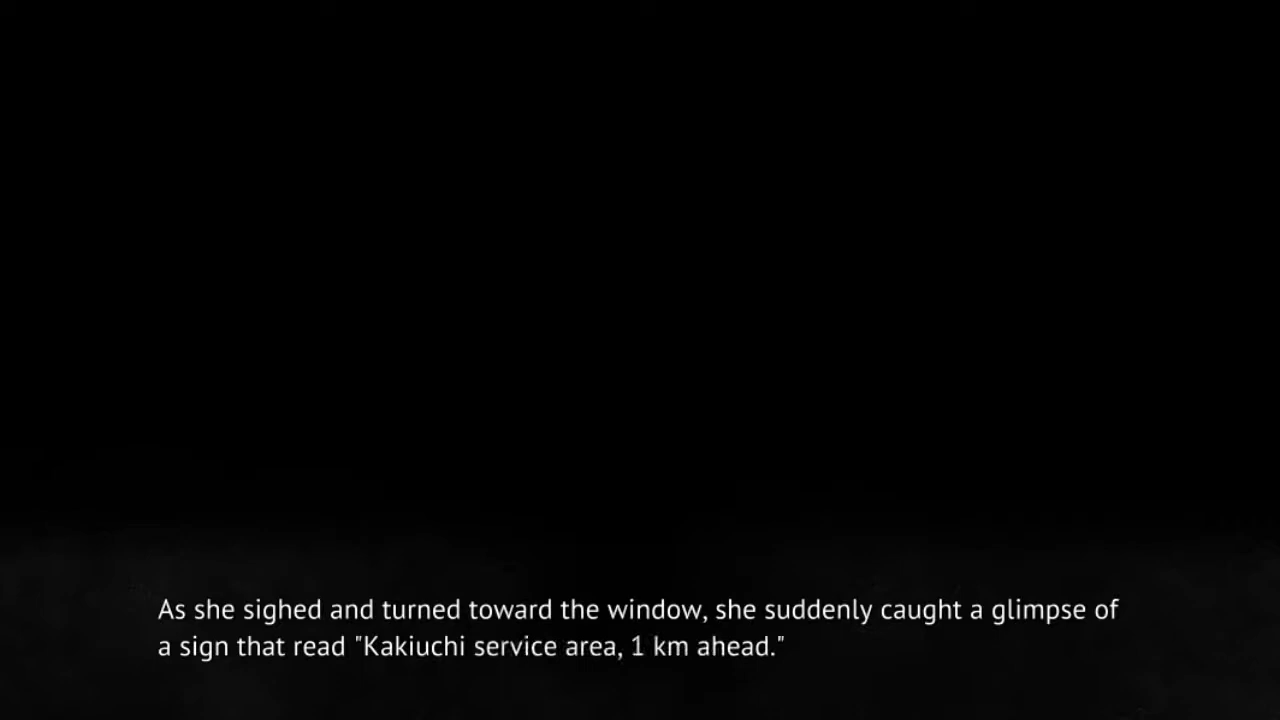 As she sighed and turned toward the window, she suddenly caught a glimpse of
a sign that read "Kakiuchi service area, 1 km ahead."